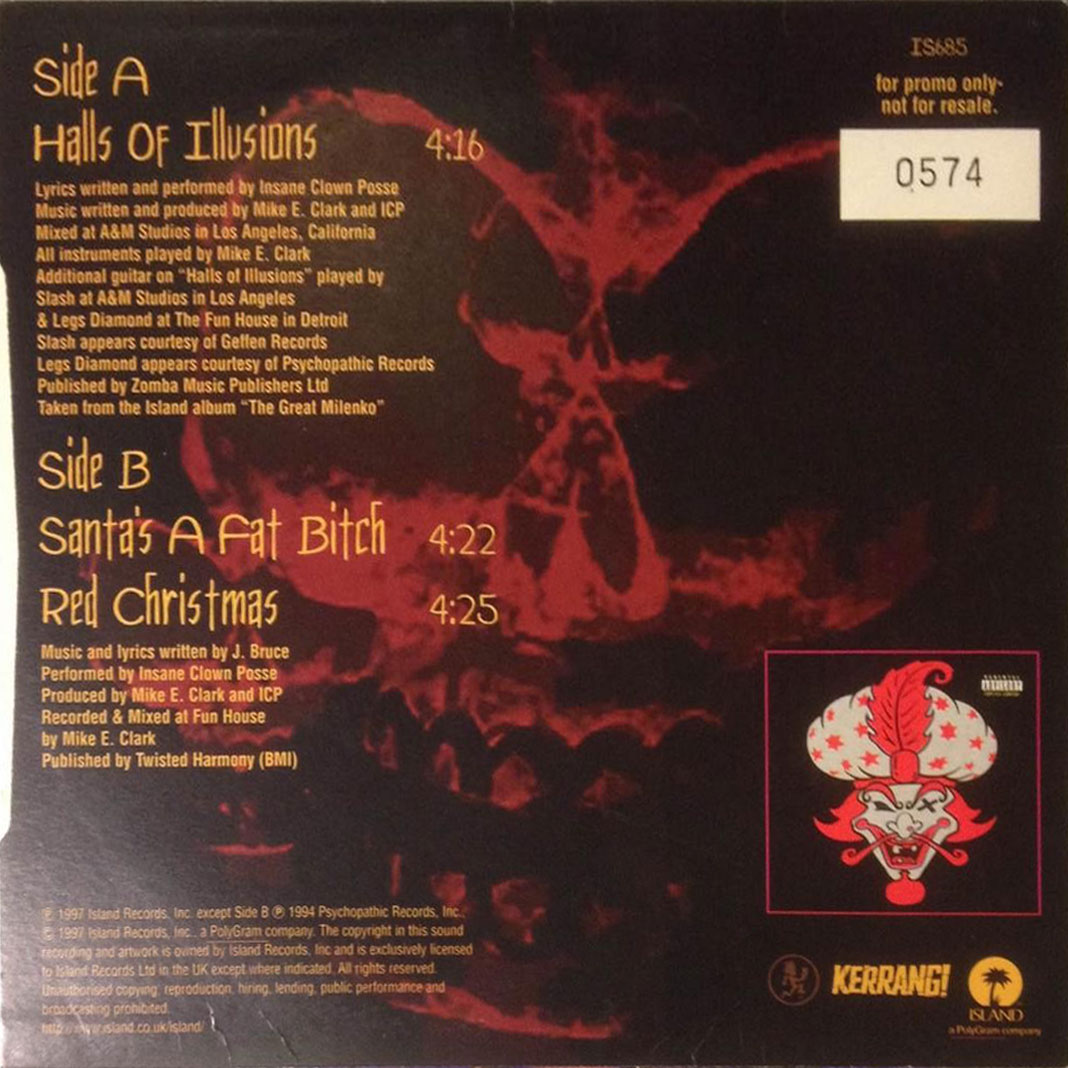 Side A
Halls Of Illusions 4:16
Lyrics written and performed by Insane Clown Posse
Music written and produced by Mike E. Clark and ICP
Mixed at A&M Studios in Los Angeles, California
All instruments played by Mike E. Clark
Additional guitar on “Halls of Illusions” played by
Slash at A&M Studios in Los Angeles
& Legs Diamond at The Fun House in Detroit
Slash appears courtesy of Geffen Records
Legs Diamond appears courtesy of Psychopathic Records
Published by Zomba Music Publishers Ltd
Taken from the Island album “The Great Milenko”
Side B
Santa's A Fat Bitch 4:22
Red Christmas 4:25
Music and lyrics written by J. Bruce
Performed by Insane Clown Posse
Produced by Mike E. Clark and ICP
Recorded & Mixed at Fun House
by Mike E. Clark
Published by Twisted Harmony (BMI)
℗ 1997 Island Records, Inc. except Side B ℗ 1994 Psychopathic Records, Inc.,
© 1997 Island Records, Inc., a PolyGram company. The copyright in this sound
recording and artwork is owned by Island Records, Inc and is exclusively licensed
to Island Records Ltd in the UK except where indicated. All rights reserved.
Unauthorised copying, reproduction, hiring, lending, public performance and
broadcasting prohibited.
island.co.uk/island/
IS685
for promo only-
not for resale.
0574
PARENTAL
ADVISORY
KERRANG!
ISLAND
a PolyGram company